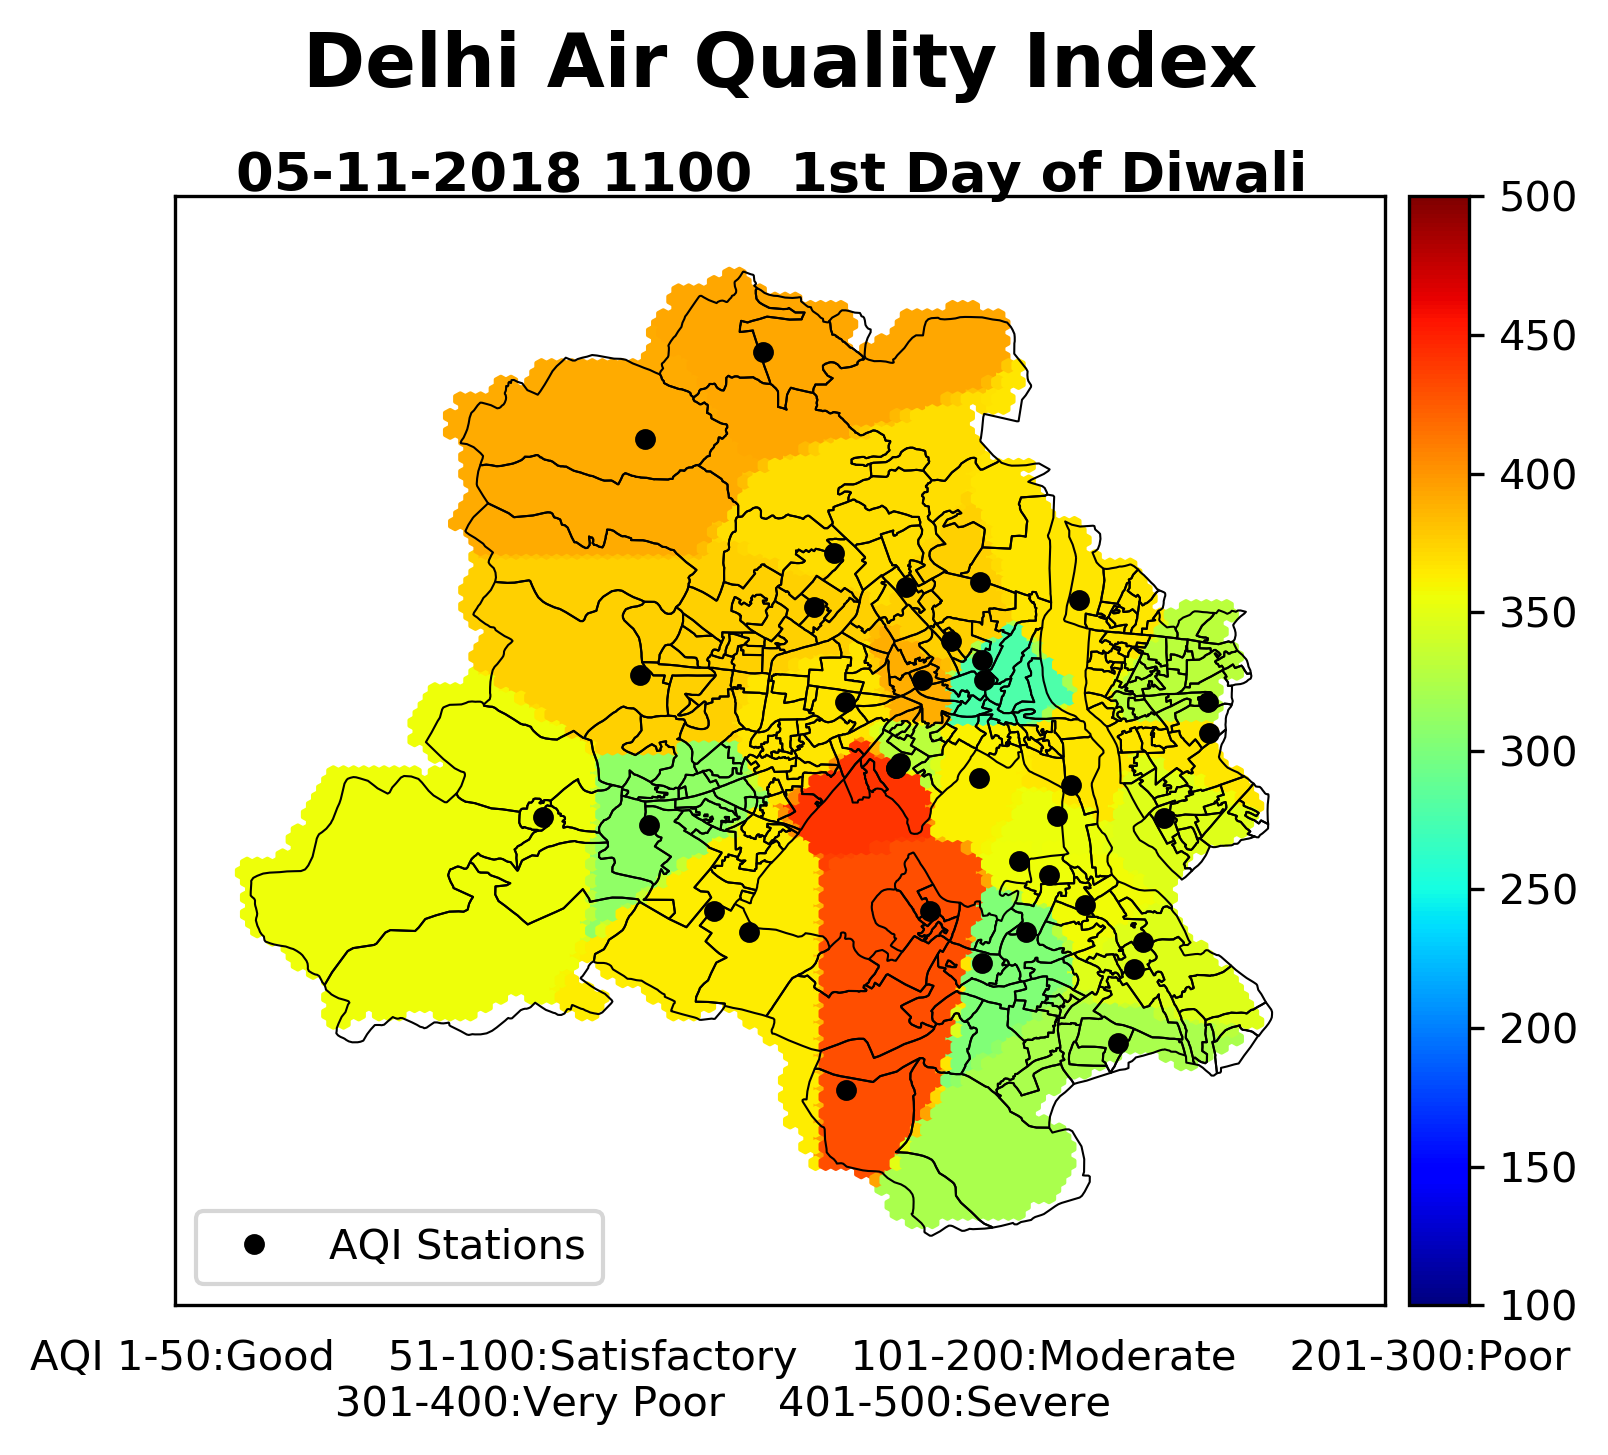 Delhi Air Quality Index
05-11-2018 1100 1st Day of Diwali
500
450
400
350
300
250
200
150
100
AQI Stations
AQI 1-50:Good 51-100:Satisfactory 101-200:Moderate 201-300:Poor
301-400:Very Poor 401-500:Severe